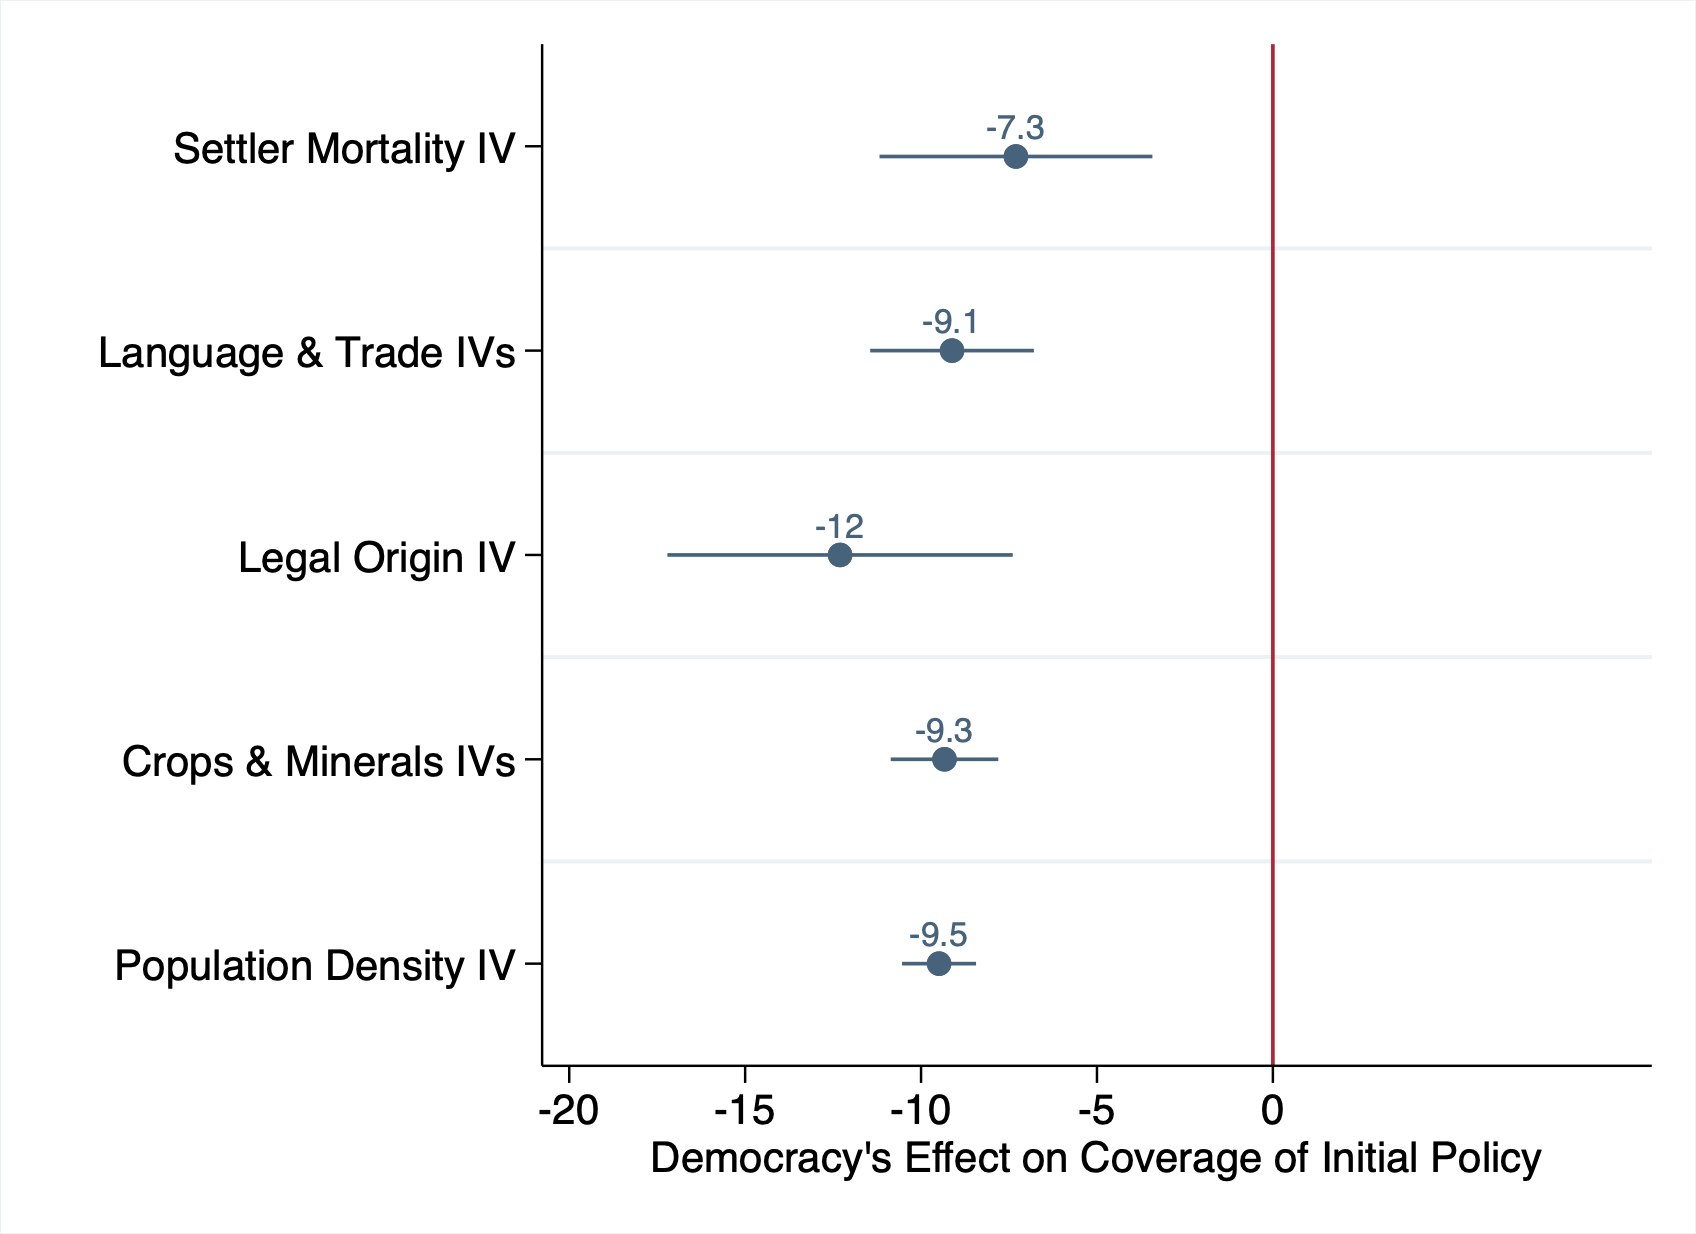 Settler Mortality IV
-7.3
Language & Trade IVs
-9.1
Legal Origin IV
-12
Crops & Minerals IVs
-9.3
Population Density IV
-9.5
-20 -15 -10 -5 0
Democracy's Effect on Coverage of Initial Policy